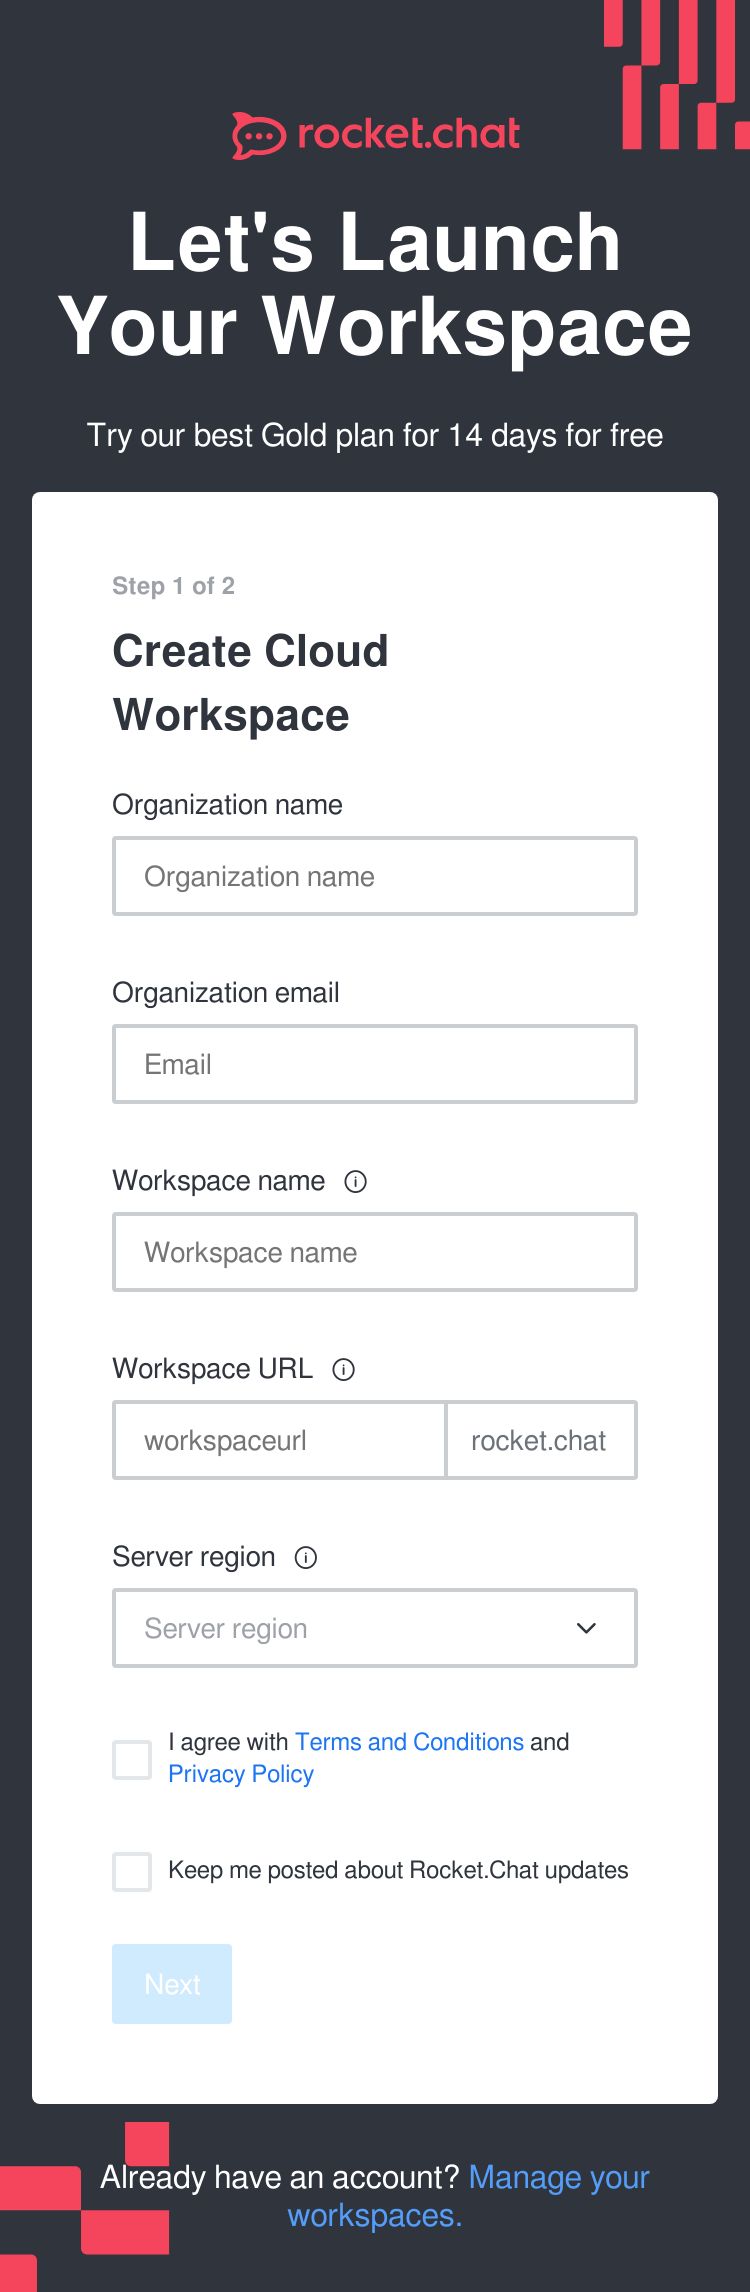 rocket.chat
Let's Launch
Your Workspace
Try our best Gold plan for 14 days for free
Step 1 of 2
Create Cloud
Workspace
Organization name
Organization name
Organization email
Email
Workspace name
Workspace name
Workspace URL
workspaceurl rocket.chat
Server region
Server region
I agree with Terms and Conditions and
Privacy Policy
Keep me posted about Rocket.Chat updates
Next
Already have an account? Manage your
workspaces.